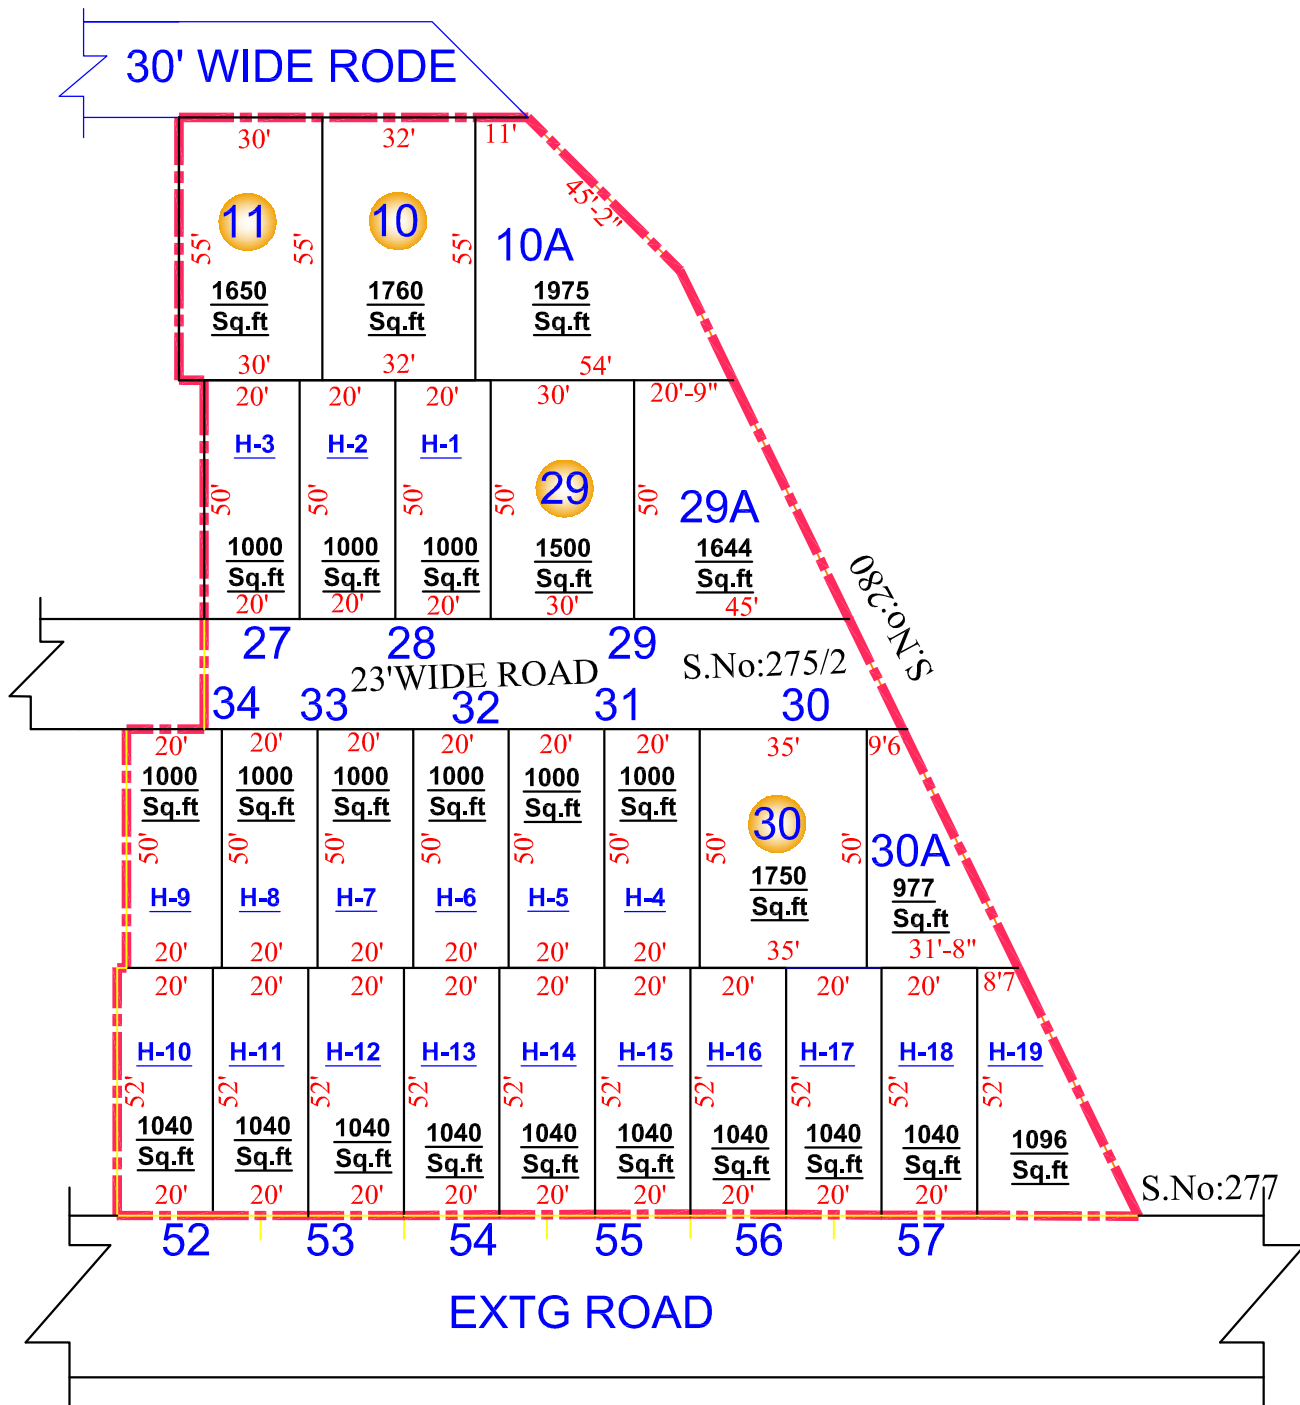 30' WIDE RODE
30' 32' 11'
45'-2"
11 10 10A
55' 55' 55'
1650 1760 1975
Sq.ft Sq.ft Sq.ft
30' 32' 54'
20' 20' 20' 30' 20'-9"
H-3 H-2 H-1
29 29A
50' 50' 50' 50' 50'
1000 1000 1000 1500 1644
Sq.ft Sq.ft Sq.ft Sq.ft Sq.ft
20' 20' 20' 30' 45'
S.No:280
27 28 29
23'WIDE ROAD S.No:275/2
34 33 32 31 30
20' 20' 20' 20' 20' 20' 35' 9'6
1000 1000 1000 1000 1000 1000
Sq.ft Sq.ft Sq.ft Sq.ft Sq.ft Sq.ft
30 30A
50' 50' 50' 50' 50' 50' 50' 50'
1750 977
Sq.ft Sq.ft
H-9 H-8 H-7 H-6 H-5 H-4
20' 20' 20' 20' 20' 20' 35' 31'-8"
20' 20' 20' 20' 20' 20' 20' 20' 20' 8'7
H-10 H-11 H-12 H-13 H-14 H-15 H-16 H-17 H-18 H-19
52' 52' 52' 52' 52' 52' 52' 52' 52' 52'
1040 1040 1040 1040 1040 1040 1040 1040 1040 1096
Sq.ft Sq.ft Sq.ft Sq.ft Sq.ft Sq.ft Sq.ft Sq.ft Sq.ft Sq.ft
20' 20' 20' 20' 20' 20' 20' 20' 20'
S.No:277
52 53 54 55 56 57
EXTG ROAD